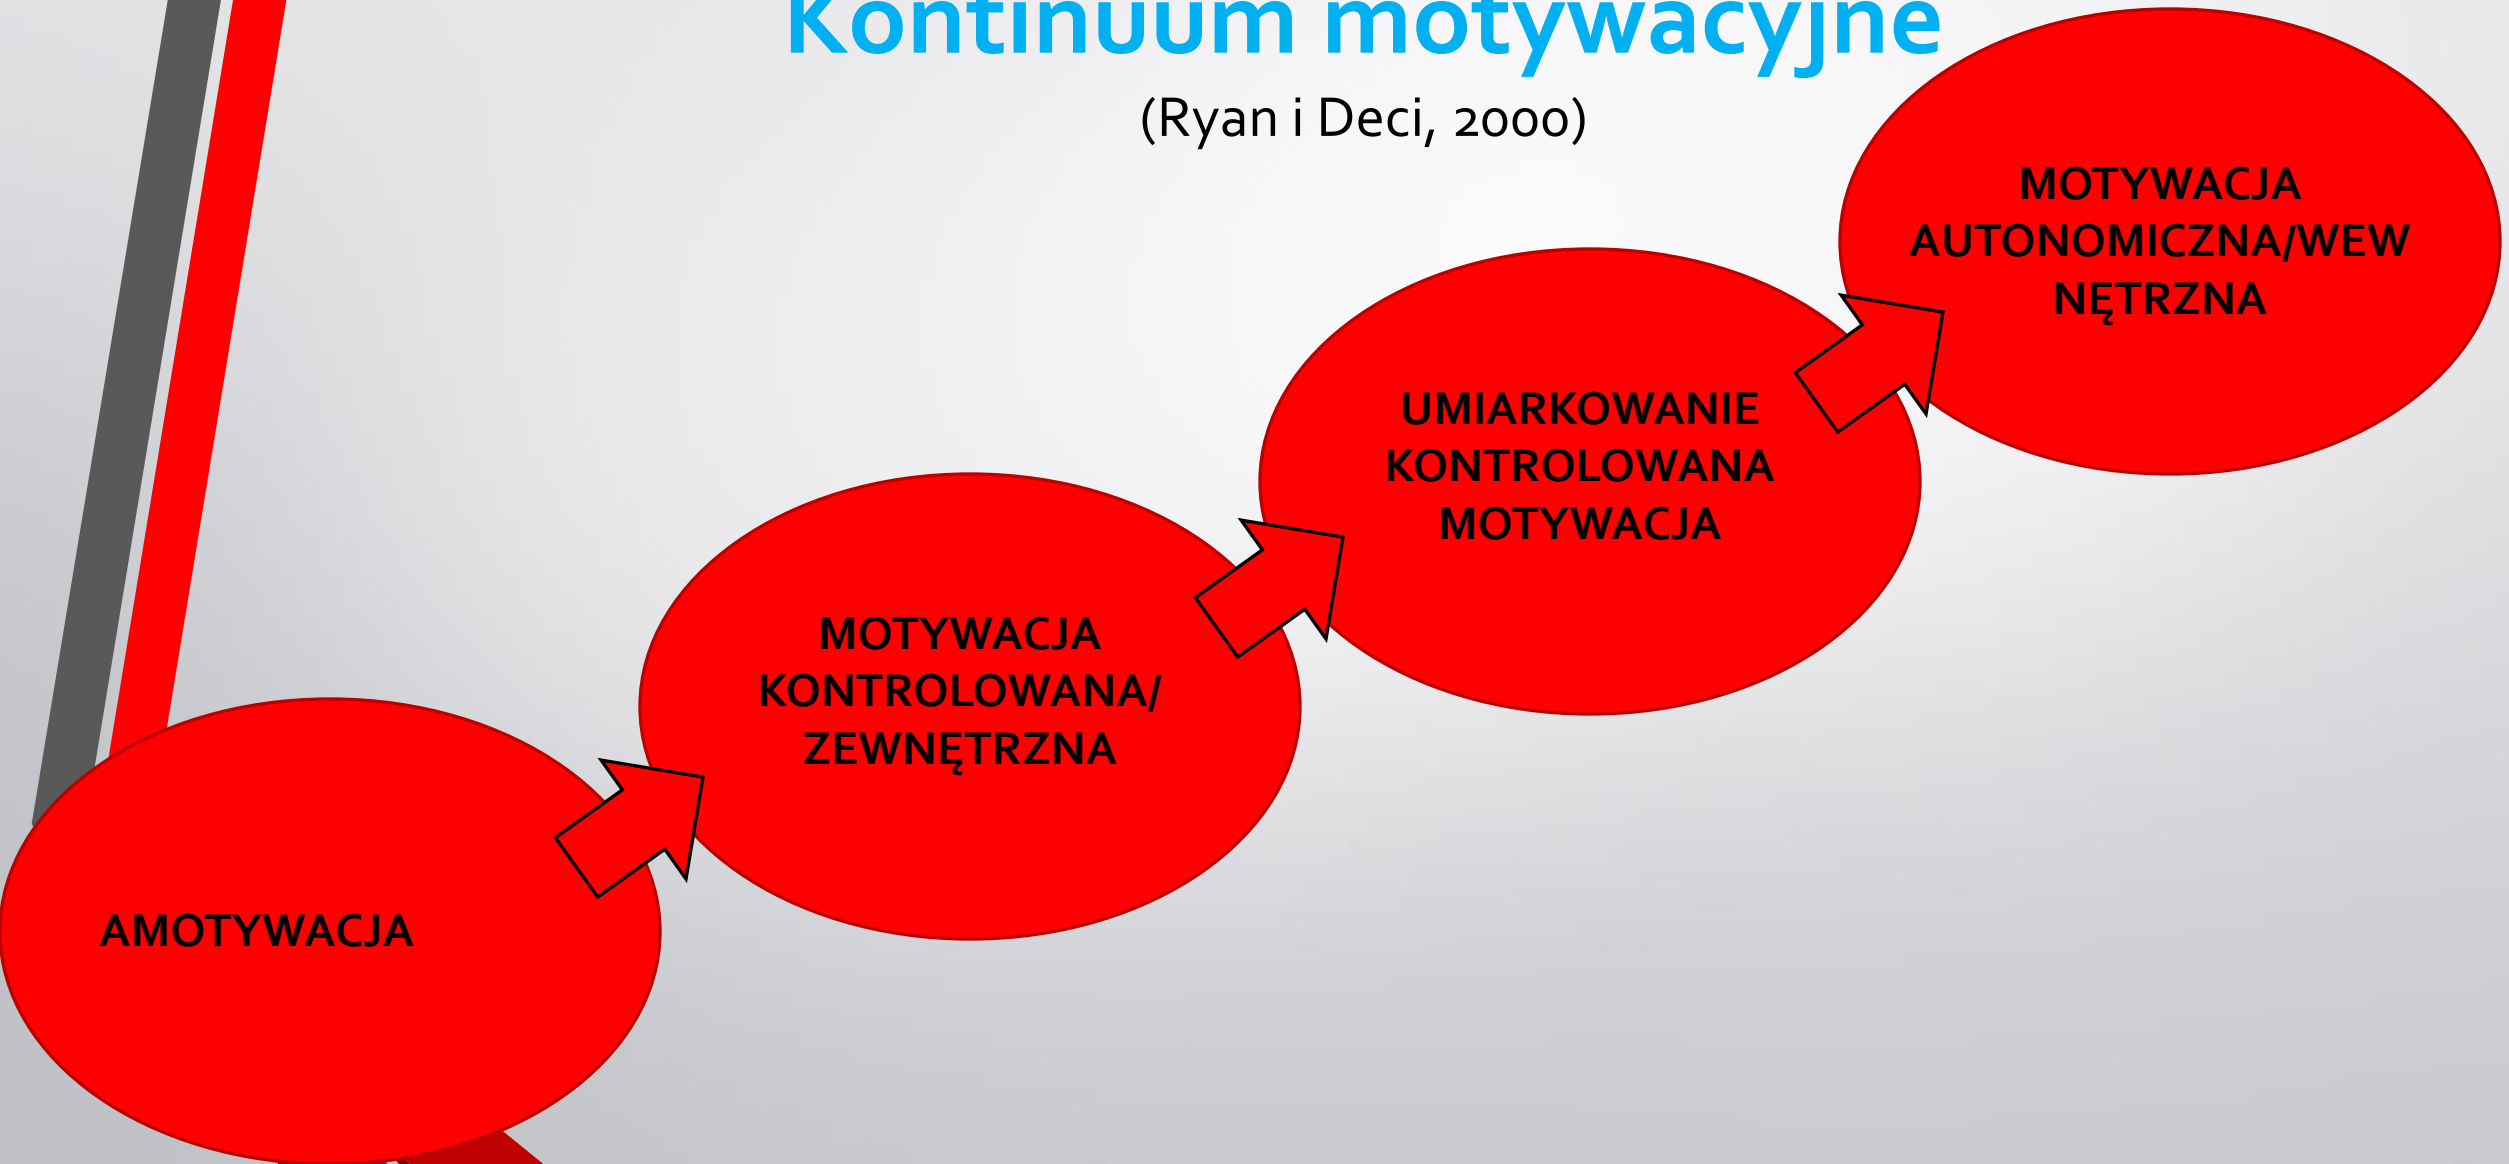 Kontinuum motywacyjne
(Ryan i Deci, 2000)
MOTYWACJA
AUTONOMICZNA/WEW
NĘTRZNA
UMIARKOWANIE
KONTROLOWANA
MOTYWACJA
MOTYWACJA
KONTROLOWANA/
ZEWNĘTRZNA
AMOTYWACJA